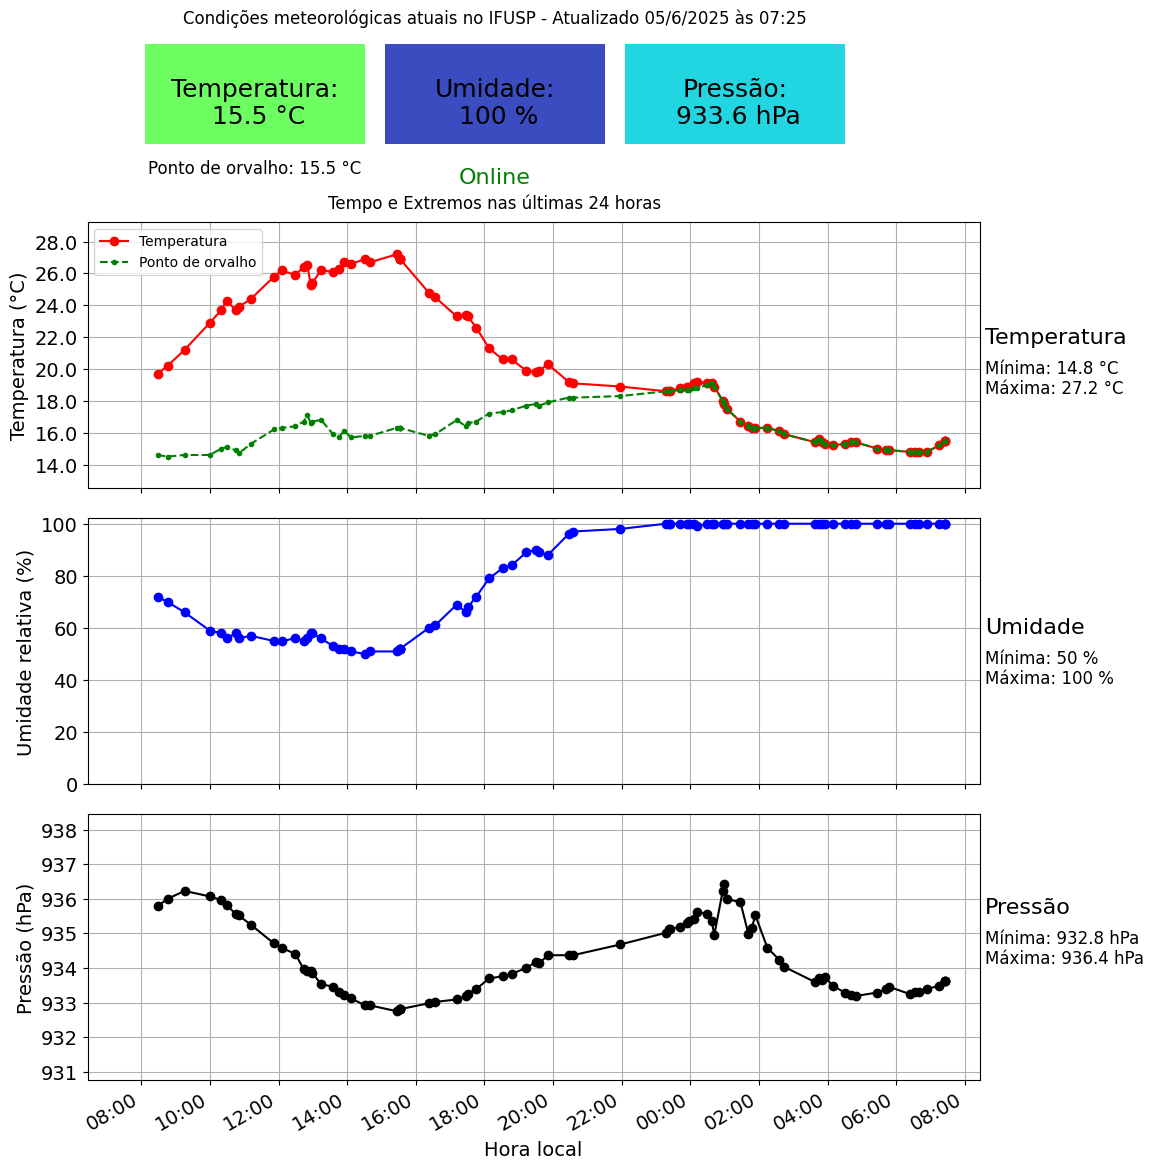 Condições meteorológicas atuais no IFUSP - Atualizado 05/6/2025 às 07:25
Temperatura:
15.5 °C
Umidade:
100 %
Pressão:
933.6 hPa
Ponto de orvalho: 15.5 °C
Online
Tempo e Extremos nas últimas 24 horas
Temperatura
Ponto de orvalho
Temperatura (°C)
28.0
26.0
24.0
22.0
20.0
18.0
16.0
14.0
Temperatura
Mínima: 14.8 °C
Máxima: 27.2 °C
Umidade relativa (%)
100
80
60
40
20
0
Umidade
Mínima: 50 %
Máxima: 100 %
Pressão (hPa)
938
937
936
935
934
933
932
931
Pressão
Mínima: 932.8 hPa
Máxima: 936.4 hPa
08:00
10:00
12:00
14:00
16:00
18:00
20:00
22:00
00:00
02:00
04:00
06:00
08:00
Hora local